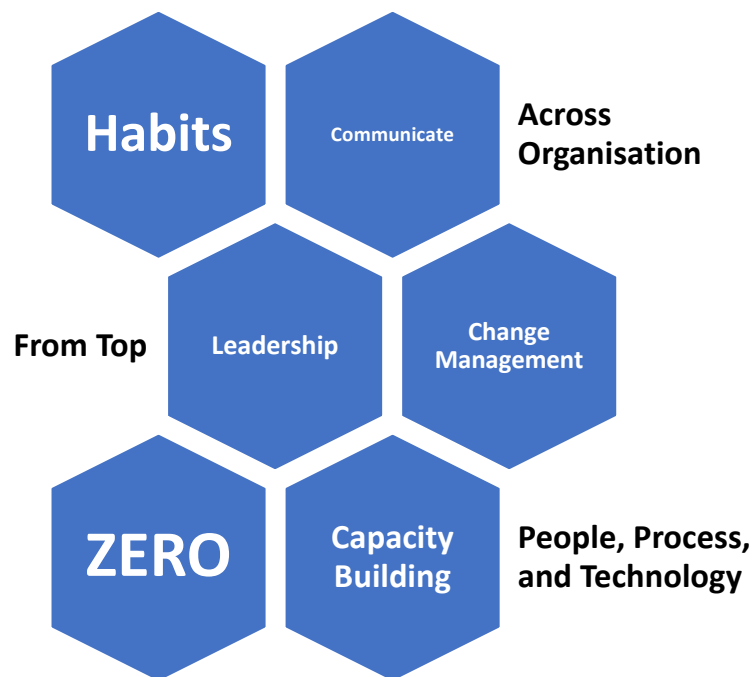 Habits
Communicate
Across
Organisation
From Top
Leadership
Change
Management
ZERO
Capacity
Building
People, Process,
and Technology